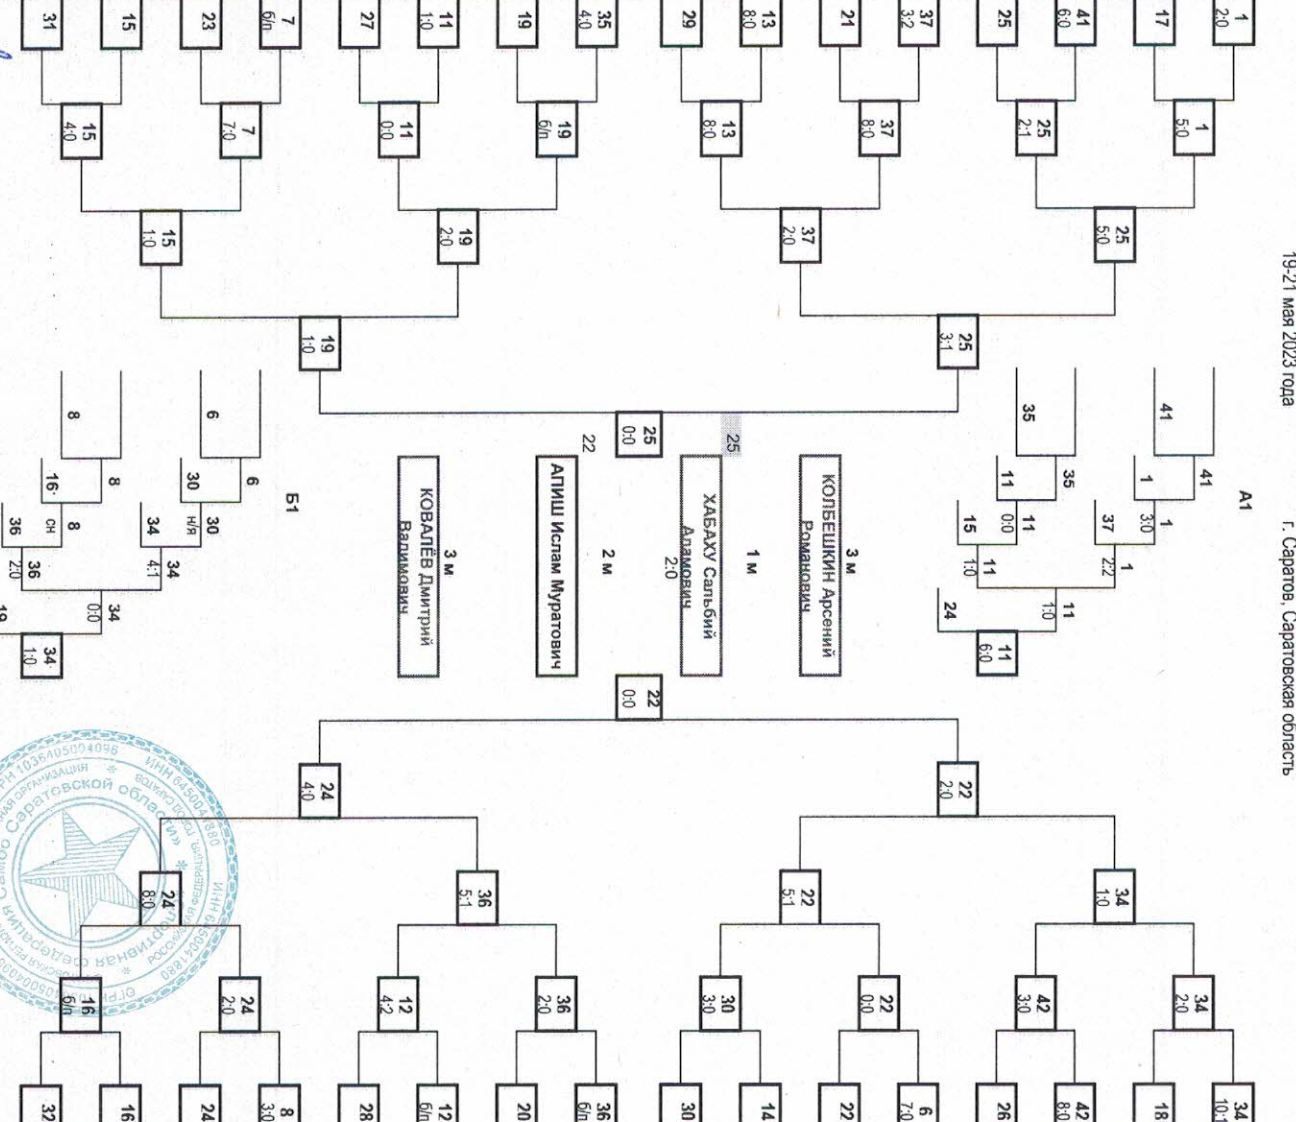 19-21 мая 2023 года г. Саратов, Саратовская область
А1
1 34
2:0 10:1
1 41 34
5:0 2:0
17 41 1 1 18
3:0
25 1 34
5:0 37 2:2 1:0
41 35 11 42
6:0 1:0 8:0
25 35 11 11 42
2:1 0:0 3:0
25 11 11 26
6:0
25 15 1:0 24 22
3:1 2:0
37 6
3:2 7:0
37 22
8:0 0:0
21 3 м 22
КОЛБЕШКИН Арсений
Романович
37 22
2:0 5:1
13 14
8:0
1 м
25
13 30
8:0 3:0
ХАБАХУ Сальбий
Адамович
2:0
29 30
25 22
0:0 0:0
35 2 м 36
4:0 б/п
22
19 36
б/п 2:0
АПИШ Ислам Муратович
19 20
19 36
2:0 5:1
11 3 м 12
1:0 б/п
КОВАЛЁВ Дмитрий
Вадимович
11 12
0:0 4:2
27 28
19 24
1:0 4:0
Б1
7 8
б/п 3:0
7 6 24
7:0 2:0
23 6 30 30 24
н/я
15 34 24
1:0 34 4:1 8:0
15 8 34 16
0:0
15 8 8 16
4:0 б/п
31 16 сн 36 34 32
1:0
36 2:0
19
ИНН 6450041880
1036405004096
Саратовской области»